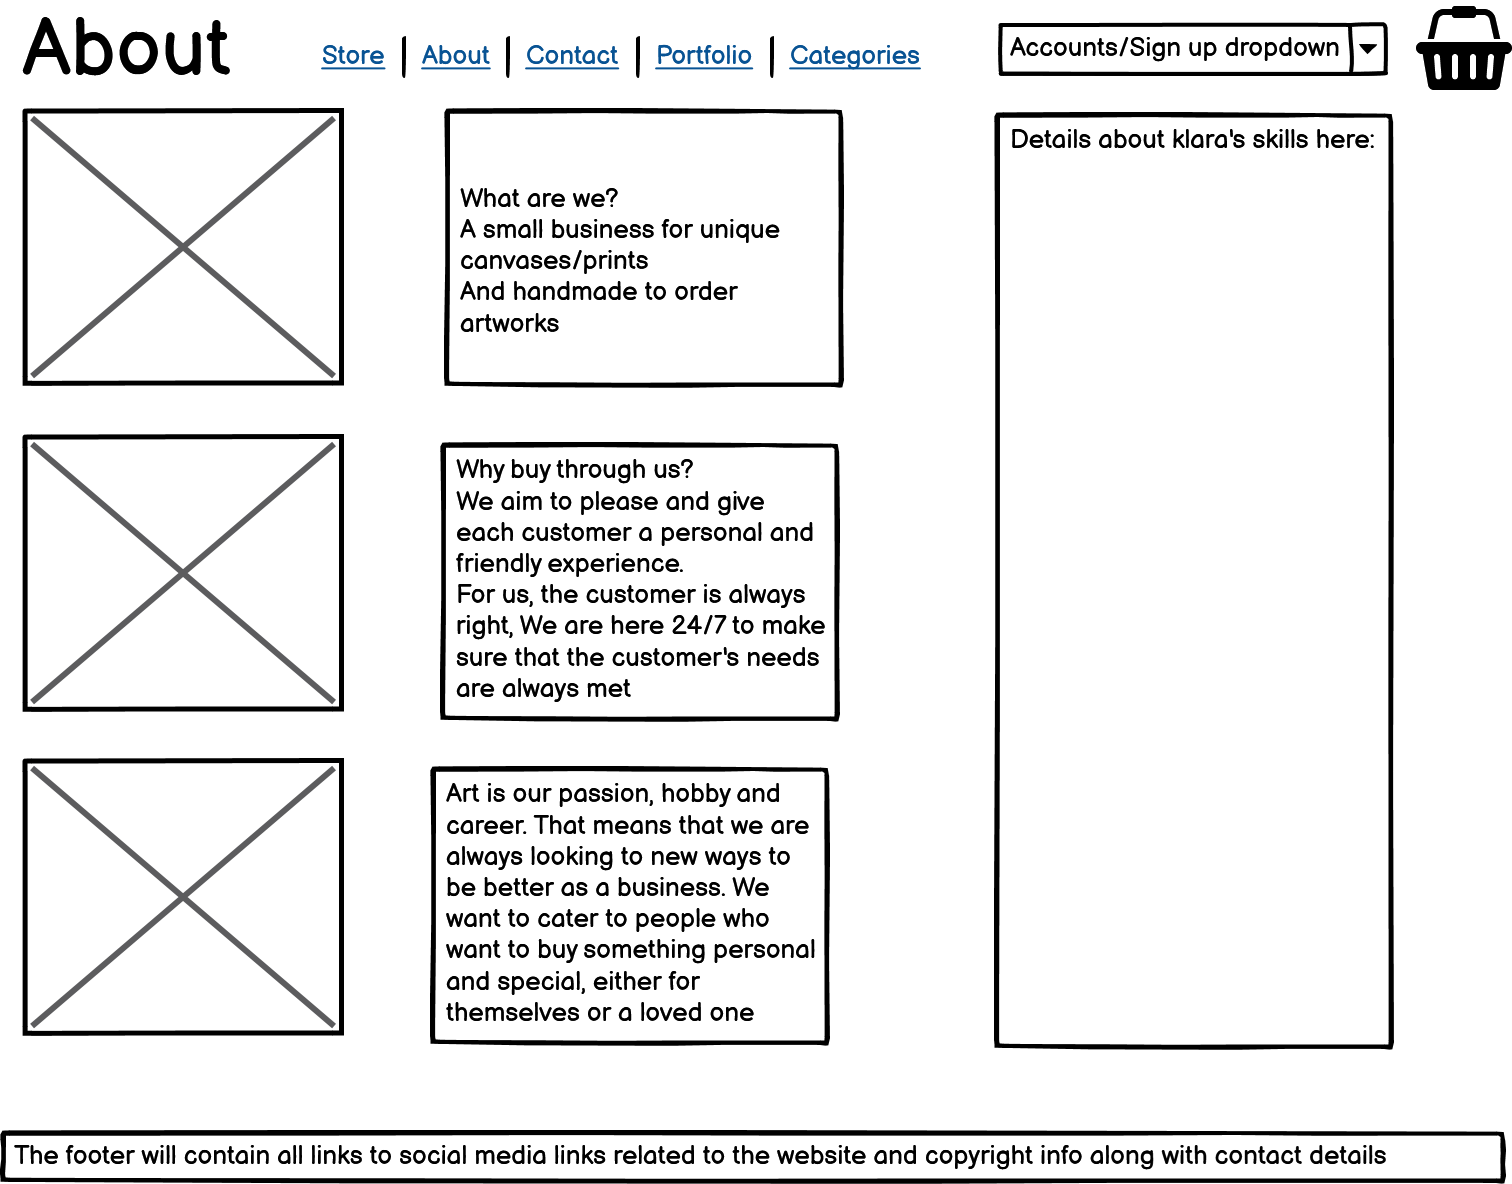 About
Store | About | Contact | Portfolio | Categories
Accounts/Sign up dropdown
What are we?
A small business for unique
canvases/prints
And handmade to order
artworks
Why buy through us?
We aim to please and give
each customer a personal and
friendly experience.
For us, the customer is always
right, We are here 24/7 to make
sure that the customer's needs
are always met
Art is our passion, hobby and
career. That means that we are
always looking to new ways to
be better as a business. We
want to cater to people who
want to buy something personal
and special, either for
themselves or a loved one
Details about klara's skills here:
The footer will contain all links to social media links related to the website and copyright info along with contact details